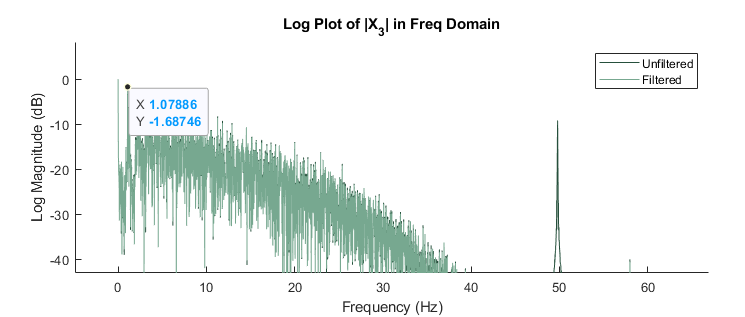 Log Plot of |X3| in Freq Domain
Unfiltered
Filtered
X 1.07886
Y -1.68746
Log Magnitude (dB)
0
-10
-20
-30
-40
0 10 20 30 40 50 60
Frequency (Hz)